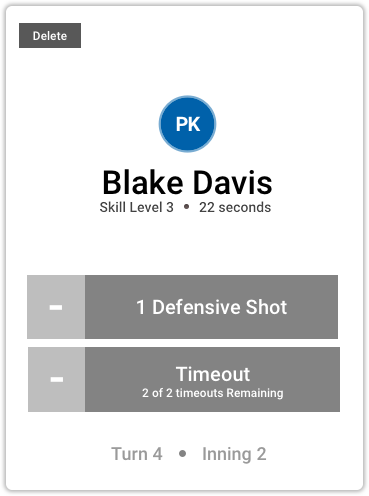 Delete
PK
Blake Davis
Skill Level 3 • 22 seconds
- 1 Defensive Shot
- Timeout
2 of 2 timeouts Remaining
Turn 4 • Inning 2